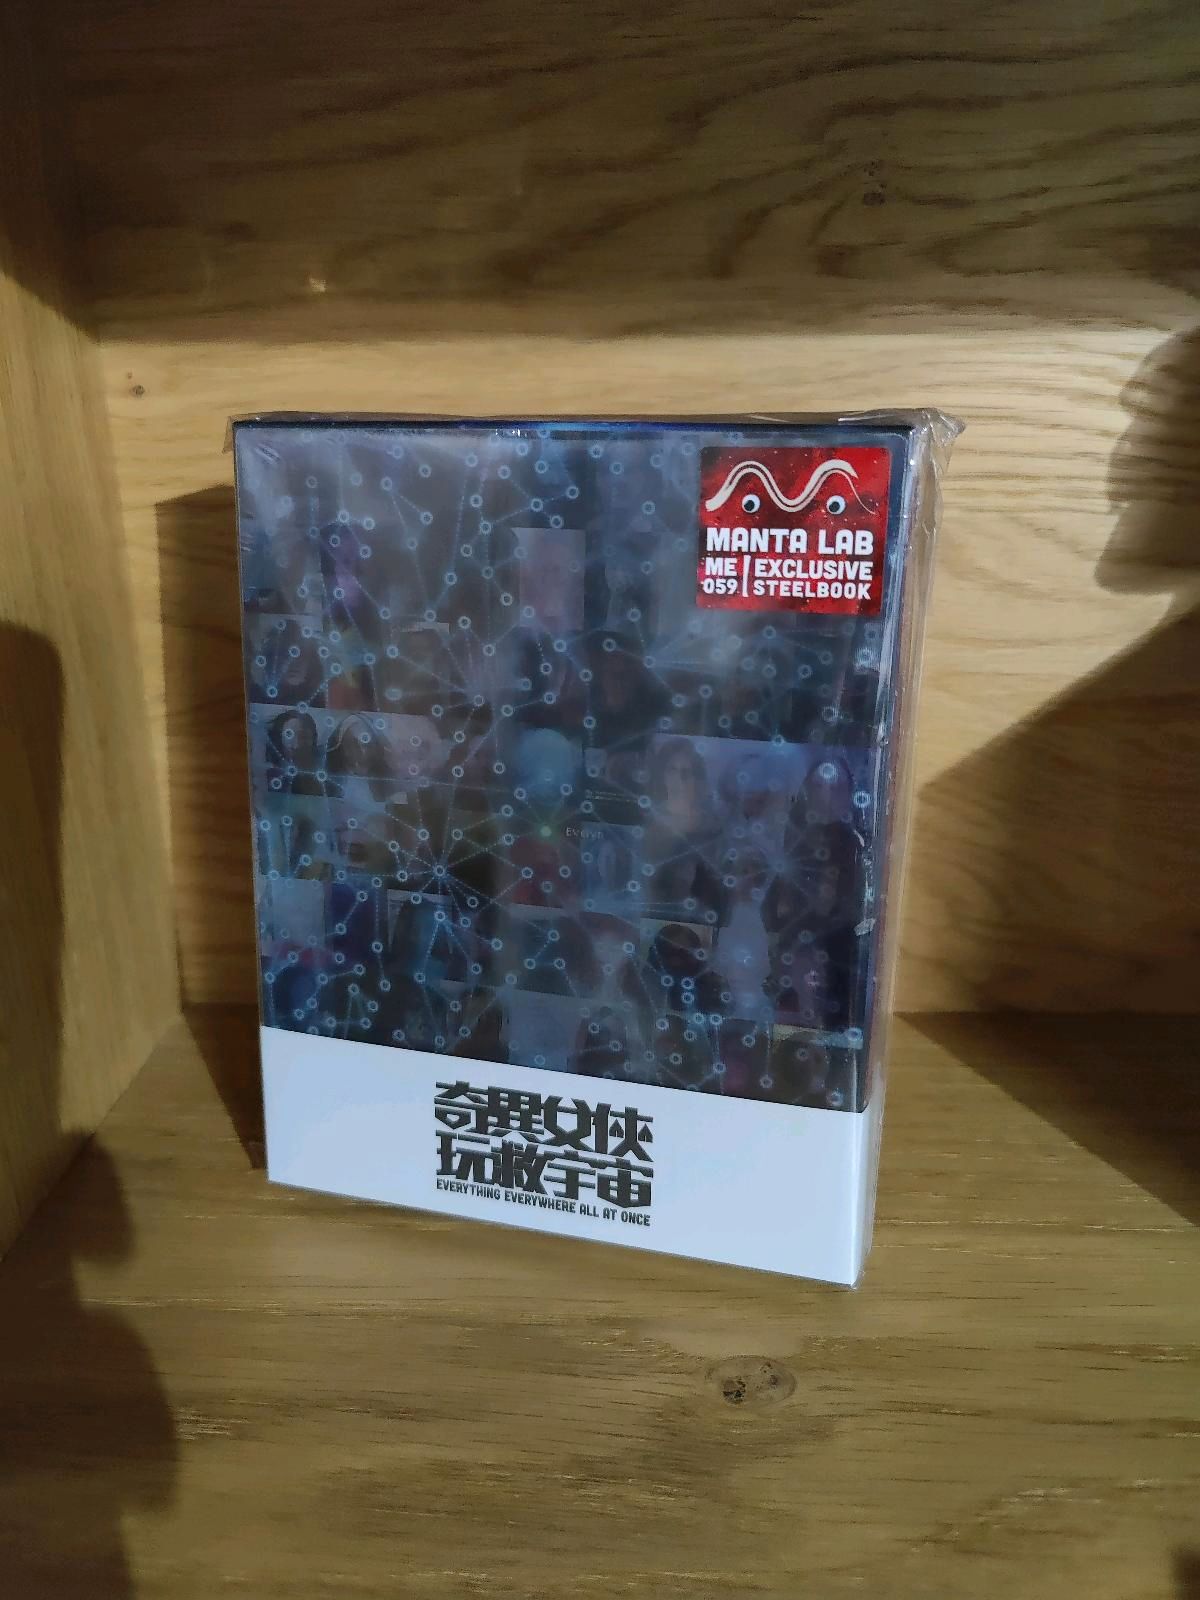 MANTA LAB
ME EXCLUSIVE
059 STEELBOOK
Evelyn
奇異女俠
玩救宇宙
EVERYTHING EVERYWHERE ALL AT ONCE